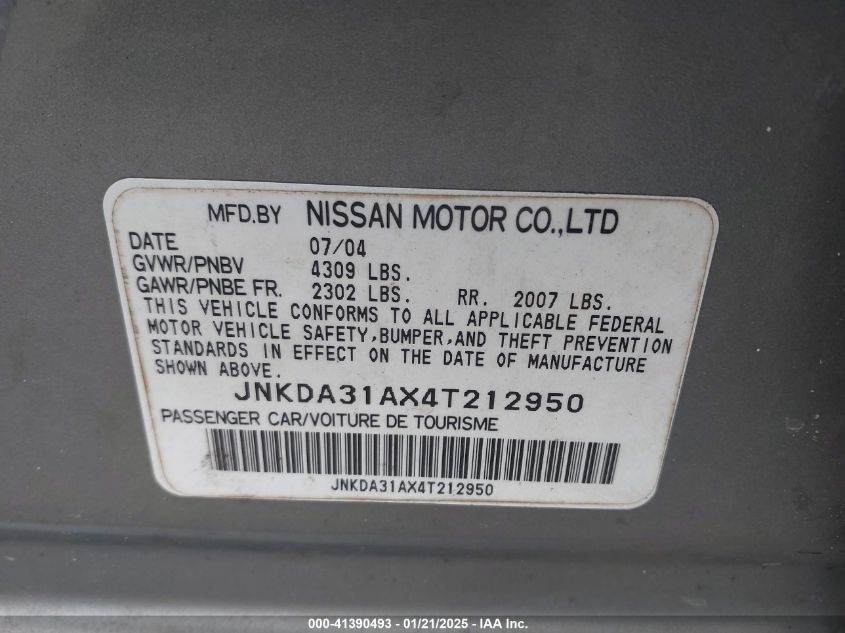 MFD.BY NISSAN MOTOR CO.,LTD
DATE 07/04
GVWR/PNBV 4309 LBS.
GAWR/PNBE FR. 2302 LBS. RR. 2007 LBS.
THIS VEHICLE CONFORMS TO ALL APPLICABLE FEDERAL
MOTOR VEHICLE SAFETY,BUMPER,AND THEFT PREVENTION
STANDARDS IN EFFECT ON THE DATE OF MANUFACTURE
SHOWN ABOVE.
JNKDA31AX4T212950
PASSENGER CAR/VOITURE DE TOURISME
JNKDA31AX4T212950
000-41390493 - 01/21/2025 - IAA Inc.